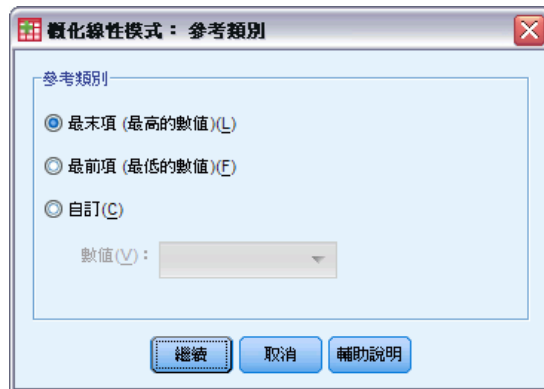 概化線性模式： 參考類別
參考類別
最末項 (最高的數值)(L)
最前項 (最低的數值)(F)
自訂(C)
數值(V)：
繼續 取消 輔助說明